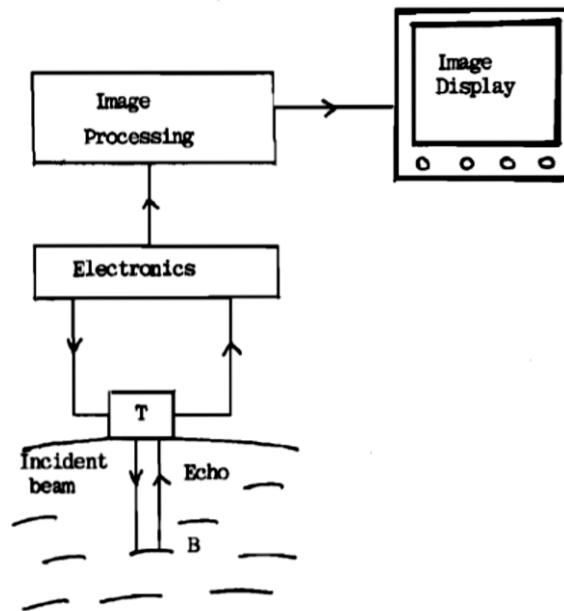 Image
Display
Image
Processing
Electronics
T
Incident
beam
Echo
B